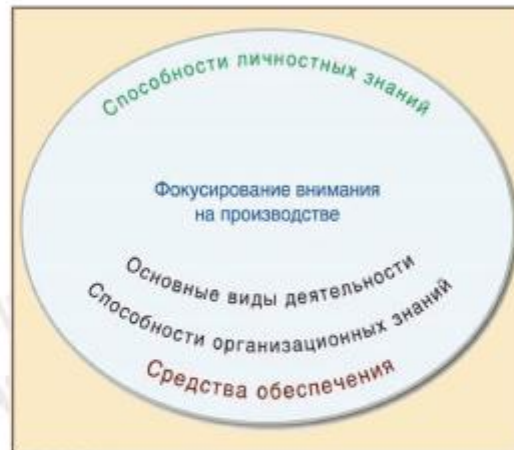 Способности личностных знаний
Фокусирование внимания
на производстве
Основные виды деятельности
Способности организационных знаний
Средства обеспечения